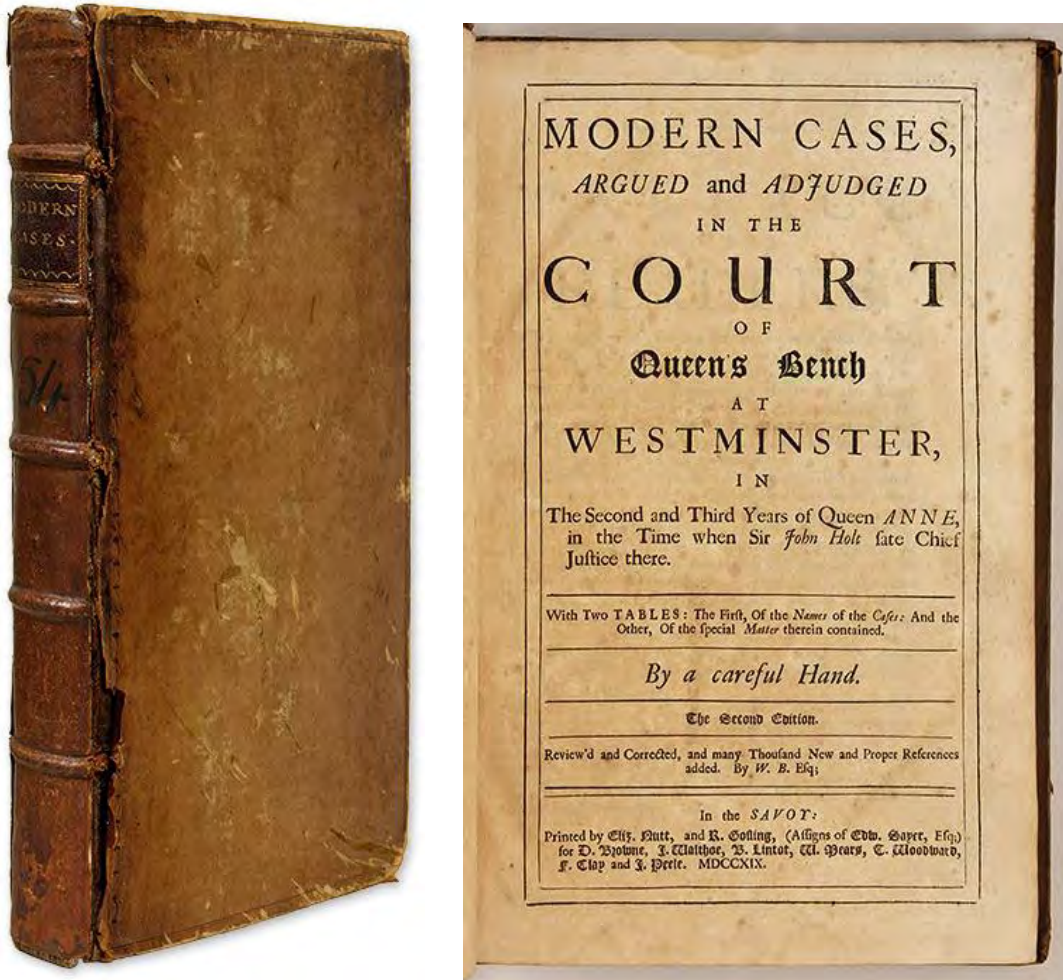 MODERN
CASES·
54
MODERN CASES,
ARGUED and ADJUDGED
IN THE
COURT
OF
Queen's Bench
AT
WESTMINSTER,
IN
The Second and Third Years of Queen ANNE,
in the Time when Sir John Holt ſate Chief
Juſtice there.
With Two TABLES: The Firſt, Of the Names of the Caſes: And the
Other, Of the ſpecial Matter therein contained.
By a careful Hand.
The Second Edition.
Review'd and Corrected, and many Thouſand New and Proper References
added. By W. B. Eſq;
In the SAVOY:
Printed by Eliz. Nutt, and R. Goſling, (Aſſigns of Edw. Sayer, Eſq;)
for D. Browne, J. Walthoe, B. Lintot, W. Mears, T. Woodward,
F. Clay and J. Peele. MDCCXIX.